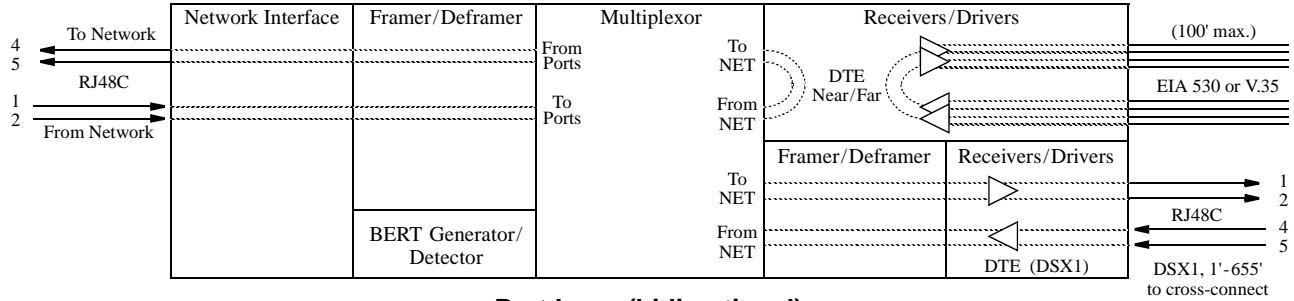 Network Interface
Framer/Deframer
Multiplexor
Receivers/Drivers
4
To Network
5
RJ48C
1
2
From Network
From
Ports
To
Ports
To
NET
From
NET
DTE
Near/Far
(100' max.)
EIA 530 or V.35
Framer/Deframer
Receivers/Drivers
To
NET
From
NET
BERT Generator/
Detector
DTE (DSX1)
1
2
RJ48C
4
5
DSX1, 1'-655'
to cross-connect